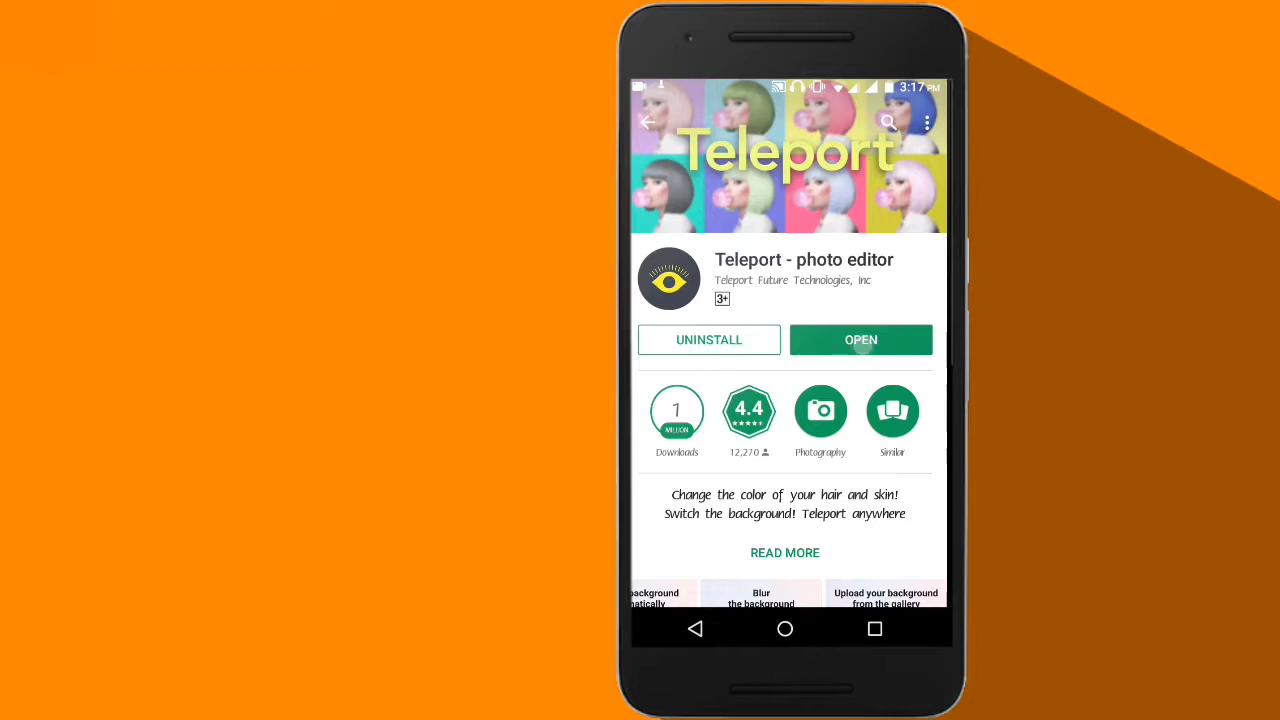 3:17 PM
Teleport
Teleport - photo editor
Teleport Future Technologies, Inc
3+
UNINSTALL
OPEN
1
MILLION
4.4
Downloads
12,270
Photography
Similar
Change the color of your hair and skin!
Switch the background! Teleport anywhere
READ MORE
background
matically
Blur
the background
Upload your background
from the gallery